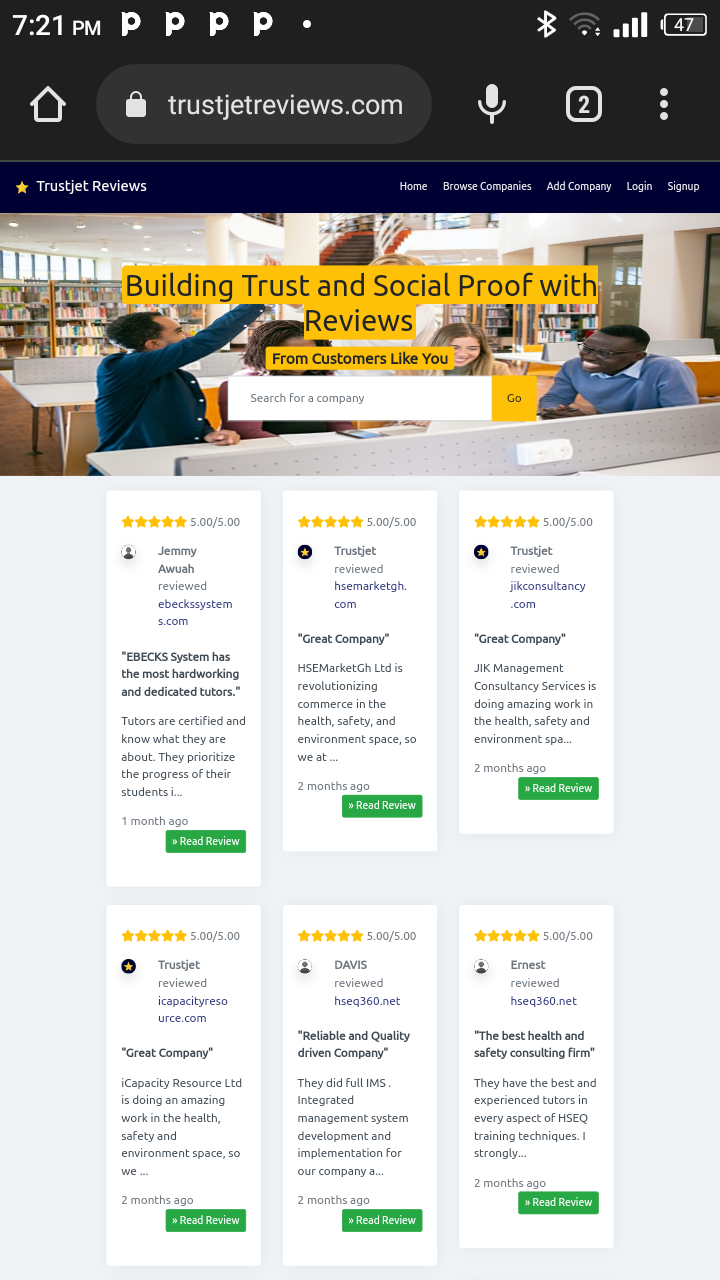 7:21 PM
47
trustjetreviews.com
2
Trustjet Reviews
Home Browse Companies Add Company Login Signup
Building Trust and Social Proof with
Reviews
From Customers Like You
Search for a company
Go
5.00/5.00
Jemmy
Awuah
reviewed
ebeckssystem
s.com
"EBECKS System has
the most hardworking
and dedicated tutors."
Tutors are certified and
know what they are
about. They prioritize
the progress of their
students i...
1 month ago
» Read Review
5.00/5.00
Trustjet
reviewed
hsemarketgh.
com
"Great Company"
HSEMarketGh Ltd is
revolutionizing
commerce in the
health, safety, and
environment space, so
we at ...
2 months ago
» Read Review
5.00/5.00
Trustjet
reviewed
jikconsultancy
.com
"Great Company"
JIK Management
Consultancy Services is
doing amazing work in
the health, safety and
environment spa...
2 months ago
» Read Review
5.00/5.00
Trustjet
reviewed
icapacityreso
urce.com
"Great Company"
iCapacity Resource Ltd
is doing an amazing
work in the health,
safety and
environment space, so
we ...
2 months ago
» Read Review
5.00/5.00
DAVIS
reviewed
hseq360.net
"Reliable and Quality
driven Company"
They did full IMS .
Integrated
management system
development and
implementation for
our company a...
2 months ago
» Read Review
5.00/5.00
Ernest
reviewed
hseq360.net
"The best health and
safety consulting firm"
They have the best and
experienced tutors in
every aspect of HSEQ
training techniques. I
strongly...
2 months ago
» Read Review